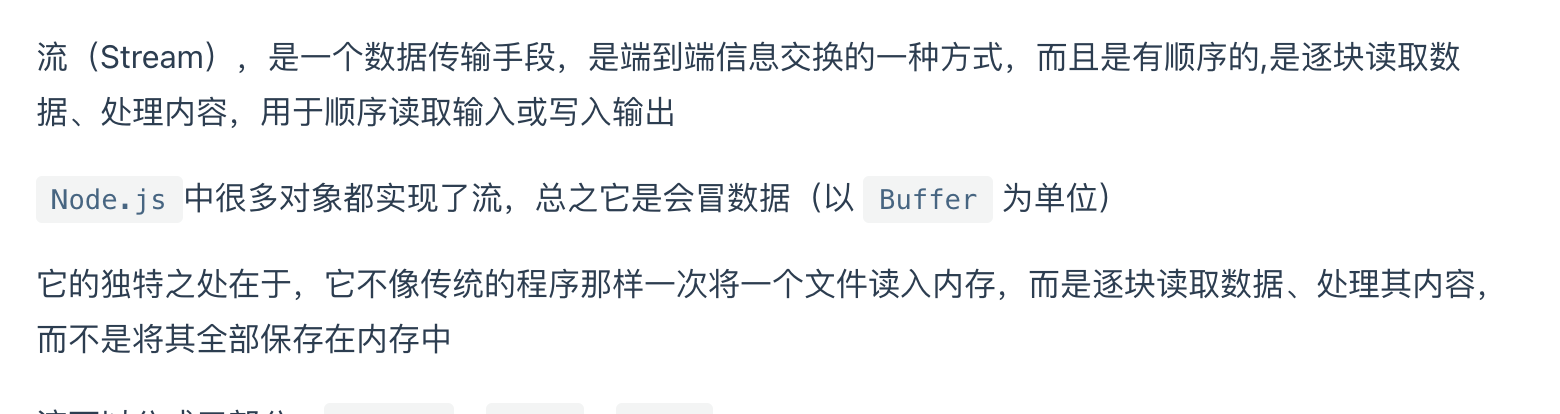 流（Stream），是一个数据传输手段，是端到端信息交换的一种方式，而且是有顺序的,是逐块读取数
据、处理内容，用于顺序读取输入或写入输出
Node.js中很多对象都实现了流，总之它是会冒数据（以 Buffer 为单位）
它的独特之处在于，它不像传统的程序那样一次将一个文件读入内存，而是逐块读取数据、处理其内容，
而不是将其全部保存在内存中